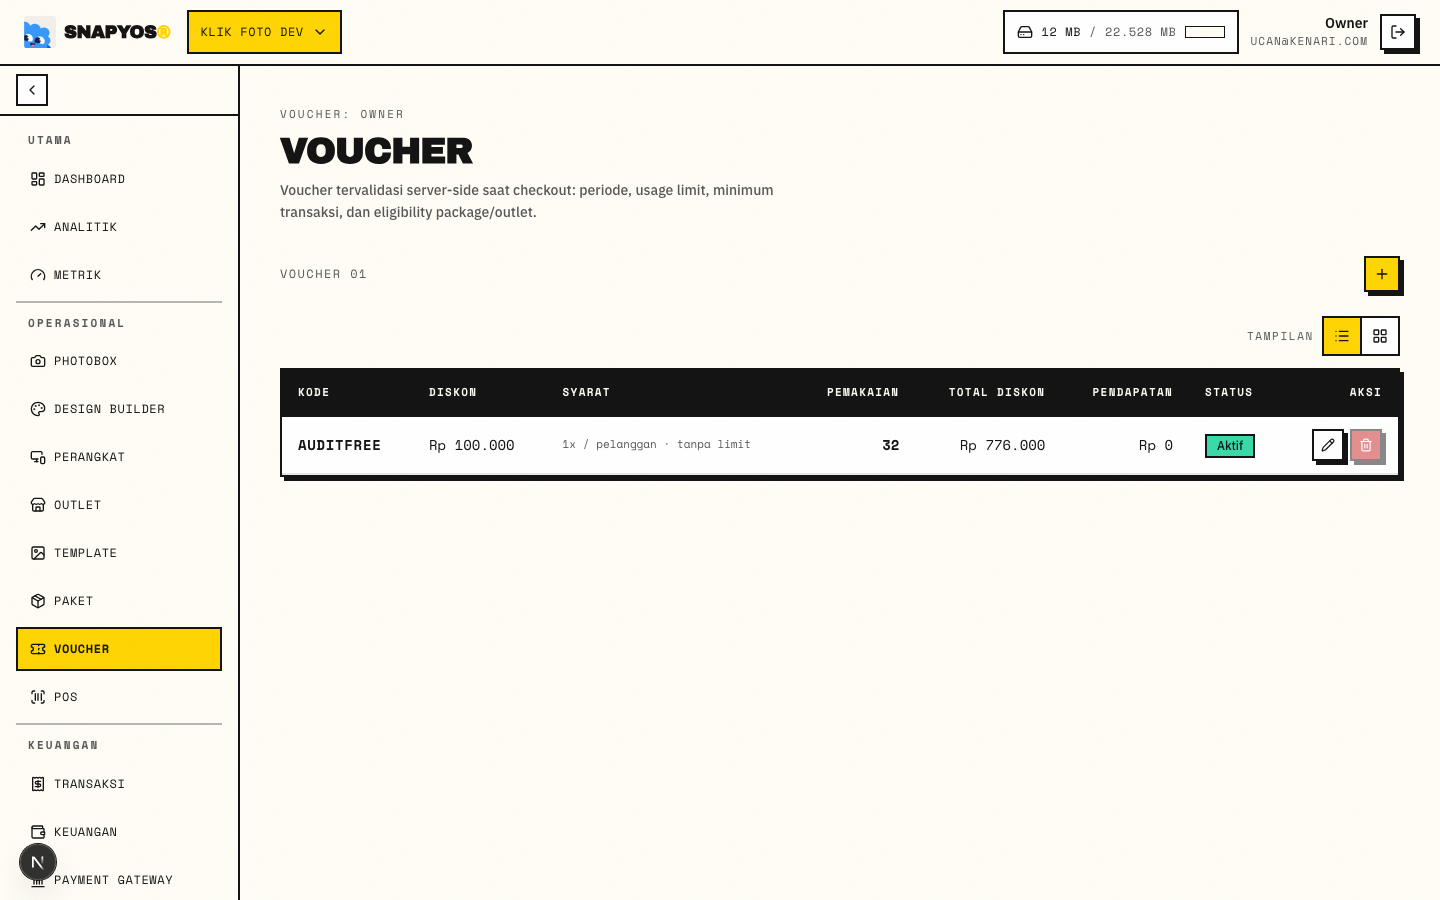 SNAPYOS®
KLIK FOTO DEV
12 MB / 22.528 MB
Owner
UCAN@KENARI.COM
UTAMA
DASHBOARD
ANALITIK
METRIK
OPERASIONAL
PHOTOBOX
DESIGN BUILDER
PERANGKAT
OUTLET
TEMPLATE
PAKET
VOUCHER
POS
KEUANGAN
TRANSAKSI
KEUANGAN
PAYMENT GATEWAY
N
VOUCHER: OWNER
VOUCHER
Voucher tervalidasi server-side saat checkout: periode, usage limit, minimum
transaksi, dan eligibility package/outlet.
VOUCHER 01
TAMPILAN
KODE DISKON SYARAT PEMAKAIAN TOTAL DISKON PENDAPATAN STATUS AKSI
AUDITFREE Rp 100.000 1x / pelanggan · tanpa limit 32 Rp 776.000 Rp 0 Aktif